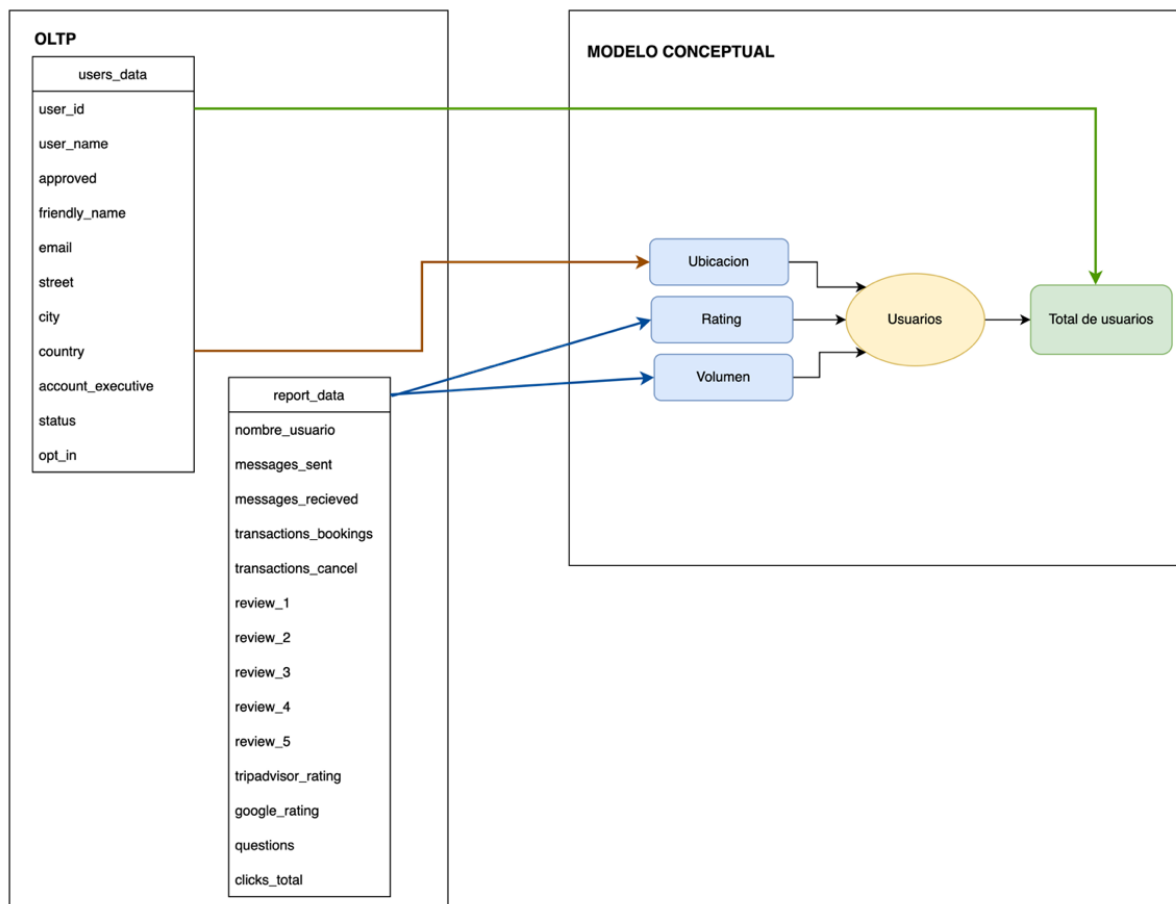 OLTP
users_data
user_id
user_name
approved
friendly_name
email
street
city
country
account_executive
status
opt_in
report_data
nombre_usuario
messages_sent
messages_recieved
transactions_bookings
transactions_cancel
review_1
review_2
review_3
review_4
review_5
tripadvisor_rating
google_rating
questions
clicks_total
MODELO CONCEPTUAL
Ubicacion
Rating
Volumen
Usuarios
Total de usuarios